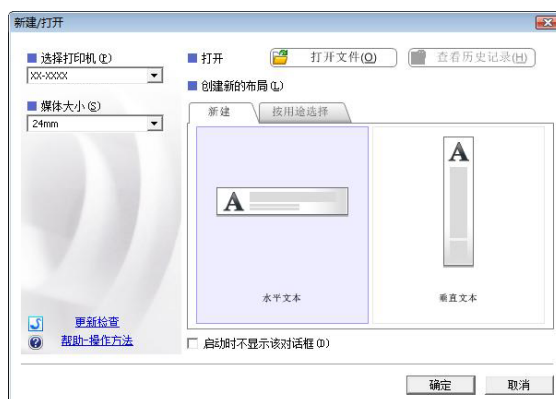 新建/打开
选择打印机(P)
XX-XXXX
媒体大小(S)
24mm
更新检查
帮助-操作方法
打开
打开文件(O)
查看历史记录(H)
创建新的布局(L)
新建
按用途选择
A
水平文本
A
垂直文本
启动时不显示该对话框(D)
确定
取消